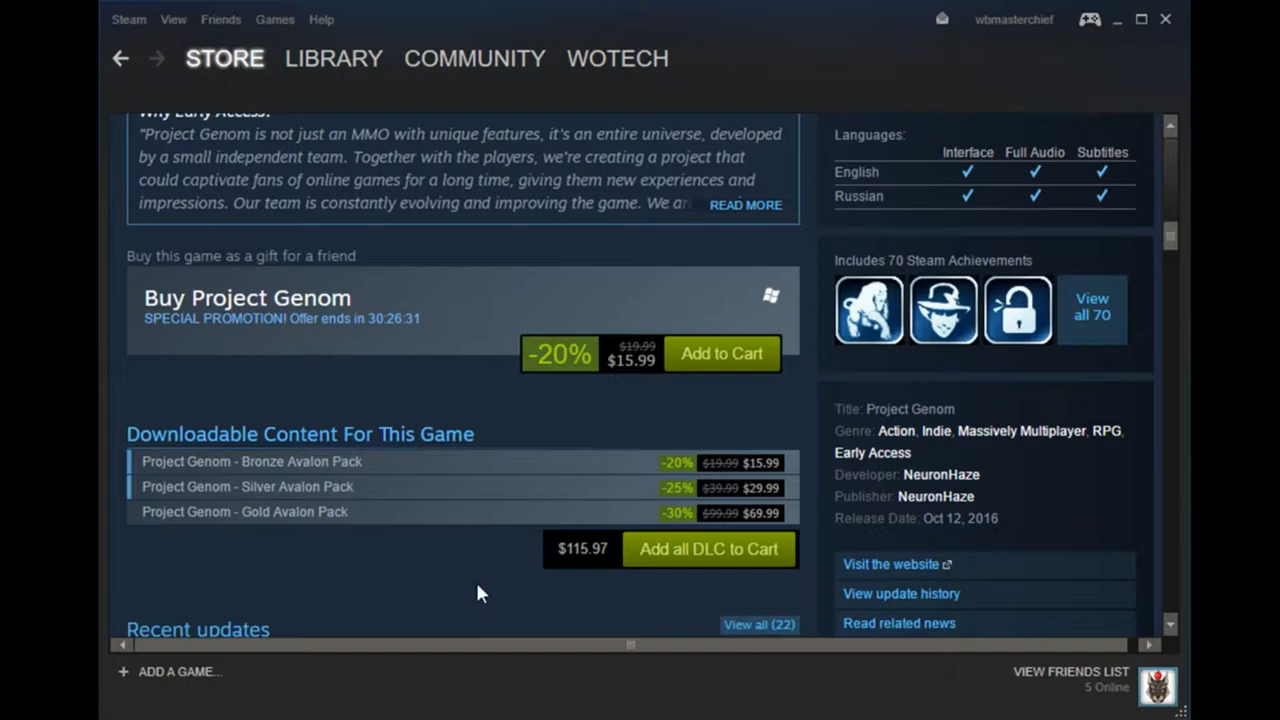 Steam View Friends Games Help
wbmasterchief
STORE LIBRARY COMMUNITY WOTECH
Why Early Access?
"Project Genom is not just an MMO with unique features, it's an entire universe, developed
by a small independent team. Together with the players, we're creating a project that
could captivate fans of online games for a long time, giving them new experiences and
impressions. Our team is constantly evolving and improving the game. We are
READ MORE
Buy this game as a gift for a friend
Buy Project Genom
SPECIAL PROMOTION! Offer ends in 30:26:31
-20% $19.99 $15.99 Add to Cart
Downloadable Content For This Game
Project Genom - Bronze Avalon Pack -20% $19.99 $15.99
Project Genom - Silver Avalon Pack -25% $39.99 $29.99
Project Genom - Gold Avalon Pack -30% $99.99 $69.99
$115.97 Add all DLC to Cart
Recent updates View all (22)
Languages:
Interface Full Audio Subtitles
English ✓ ✓ ✓
Russian ✓ ✓ ✓
Includes 70 Steam Achievements
View
all 70
Title: Project Genom
Genre: Action, Indie, Massively Multiplayer, RPG,
Early Access
Developer: NeuronHaze
Publisher: NeuronHaze
Release Date: Oct 12, 2016
Visit the website
View update history
Read related news
+ ADD A GAME...
VIEW FRIENDS LIST
5 Online